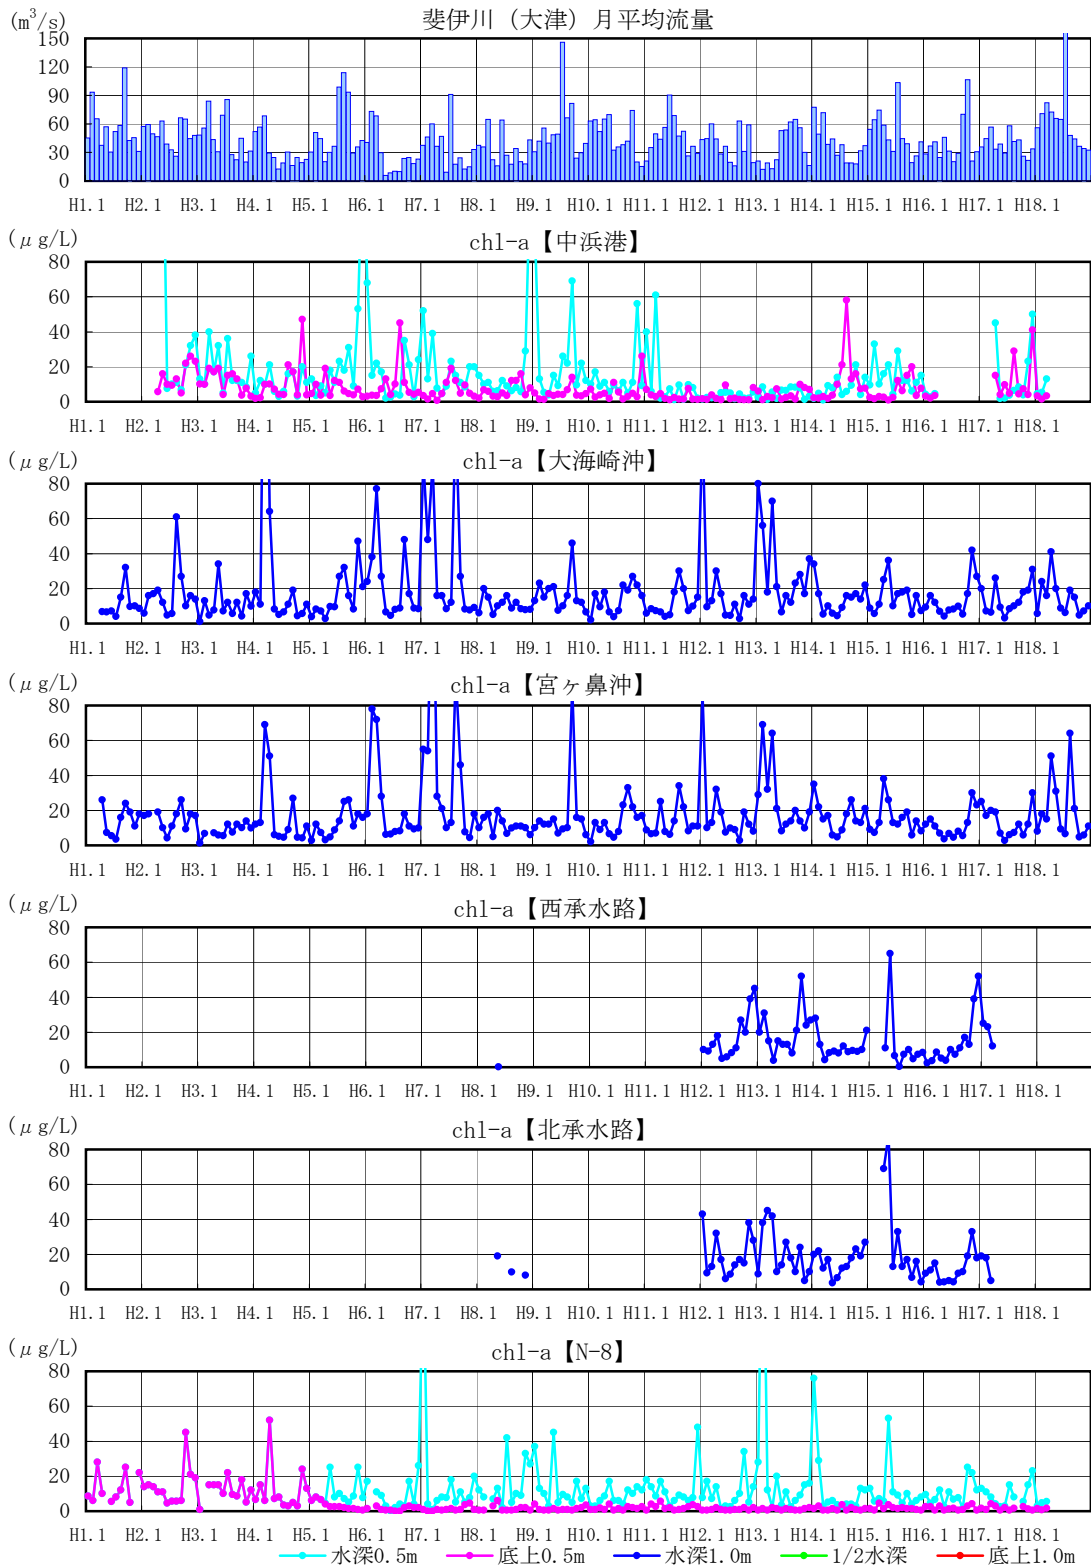 (m³/s) 斐伊川（大津）月平均流量
150
120
90
60
30
0
H1.1 H2.1 H3.1 H4.1 H5.1 H6.1 H7.1 H8.1 H9.1 H10.1 H11.1 H12.1 H13.1 H14.1 H15.1 H16.1 H17.1 H18.1
(μg/L) chl-a【中浜港】
80
60
40
20
0
H1.1 H2.1 H3.1 H4.1 H5.1 H6.1 H7.1 H8.1 H9.1 H10.1 H11.1 H12.1 H13.1 H14.1 H15.1 H16.1 H17.1 H18.1
(μg/L) chl-a【大海崎沖】
80
60
40
20
0
H1.1 H2.1 H3.1 H4.1 H5.1 H6.1 H7.1 H8.1 H9.1 H10.1 H11.1 H12.1 H13.1 H14.1 H15.1 H16.1 H17.1 H18.1
(μg/L) chl-a【宮ヶ鼻沖】
80
60
40
20
0
H1.1 H2.1 H3.1 H4.1 H5.1 H6.1 H7.1 H8.1 H9.1 H10.1 H11.1 H12.1 H13.1 H14.1 H15.1 H16.1 H17.1 H18.1
(μg/L) chl-a【西承水路】
80
60
40
20
0
H1.1 H2.1 H3.1 H4.1 H5.1 H6.1 H7.1 H8.1 H9.1 H10.1 H11.1 H12.1 H13.1 H14.1 H15.1 H16.1 H17.1 H18.1
(μg/L) chl-a【北承水路】
80
60
40
20
0
H1.1 H2.1 H3.1 H4.1 H5.1 H6.1 H7.1 H8.1 H9.1 H10.1 H11.1 H12.1 H13.1 H14.1 H15.1 H16.1 H17.1 H18.1
(μg/L) chl-a【N-8】
80
60
40
20
0
H1.1 H2.1 H3.1 H4.1 H5.1 H6.1 H7.1 H8.1 H9.1 H10.1 H11.1 H12.1 H13.1 H14.1 H15.1 H16.1 H17.1 H18.1
水深0.5m 底上0.5m 水深1.0m 1/2水深 底上1.0m